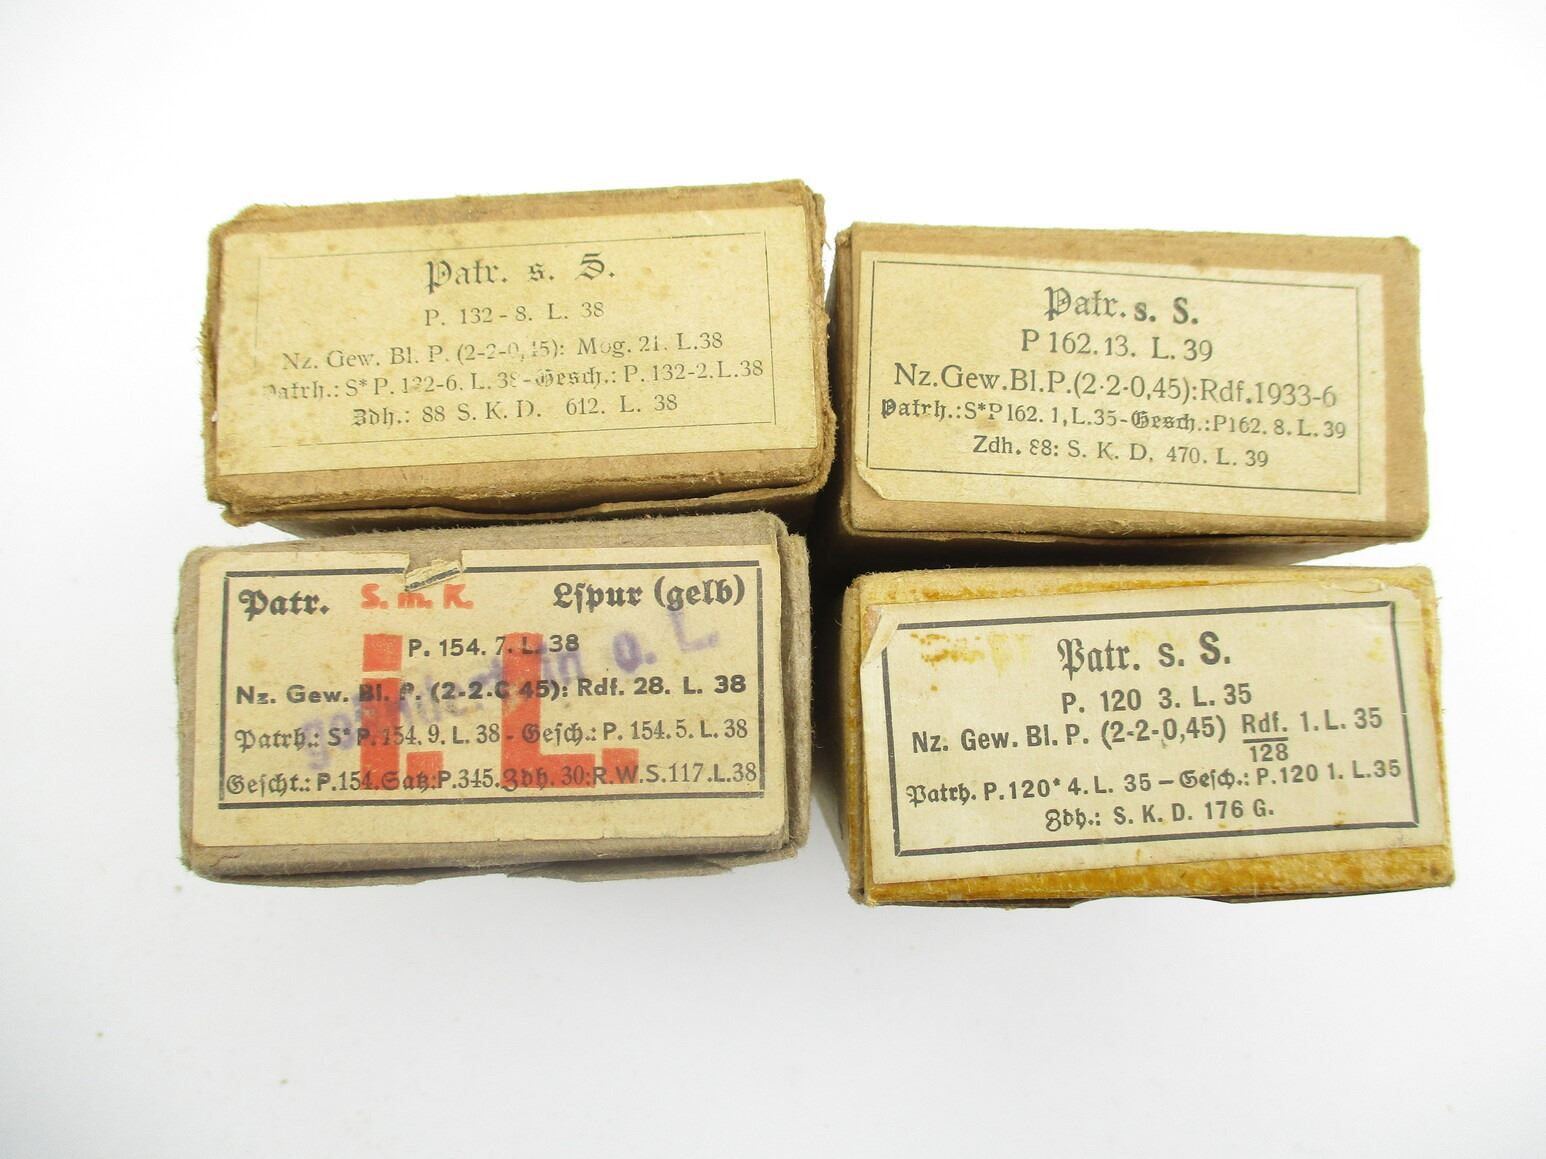 Patr. s. S.
P. 132-8. L. 38
Nz. Gew. Bl. P. (2-2-0,45): Mog. 21. L.38
Patrh.: S* P. 132-6. L. 38-Gesch.: P. 132-2.L.38
Zdh.: 88 S. K. D. 612. L. 38
Patr. s. S.
P 162.13. L. 39
Nz.Gew.Bl.P.(2-2-0,45):Rdf.1933-6
Patrh.:S*P162. 1, L.35-Gesch.:P162. 8. L. 39
Zdh. 88: S. K. D. 470. L. 39
Patr. S. m. K. Lſpur (gelb)
P. 154. 7. L. 38
Nz. Gew. Bl. P. (2-2-0 45): Rdf. 28. L. 38
Patrh.: S* P. 154. 9. L. 38 - Geſch.: P. 154. 5. L. 38
Geſcht.: P.154.Satz:P.345.Zdh. 30:R.W.S.117.L.38
i. L.
in o. L.
Patr. s. S.
P. 120 3. L. 35
Nz. Gew. Bl. P. (2-2-0,45) Rdf. 1. L. 35
128
Patrh. P.120* 4. L. 35 — Geſch.: P.120 1. L.35
Zdh.: S. K. D. 176 G.